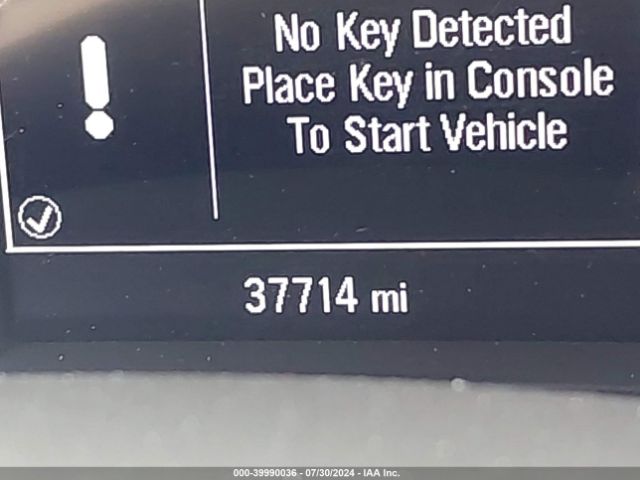 No Key Detected
Place Key in Console
To Start Vehicle
37714 mi
000-39990036 - 07/30/2024 - IAA Inc.